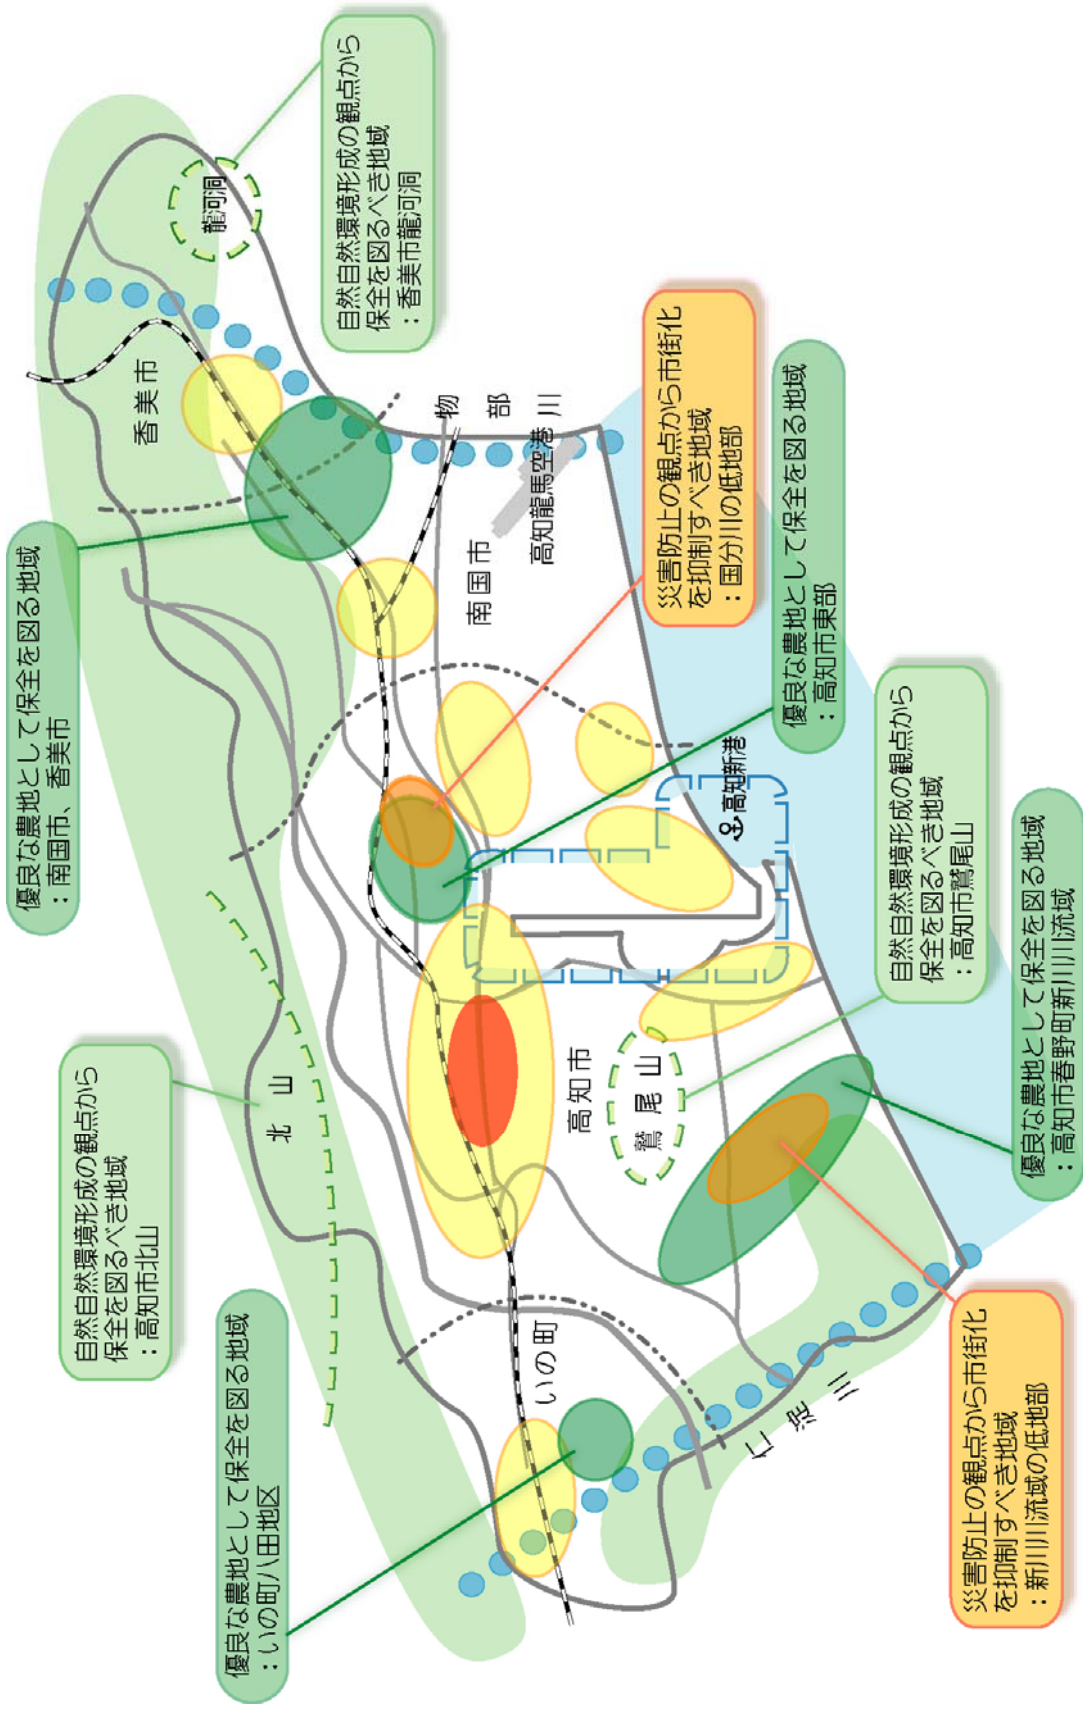 優良な農地として保全を図る地域
：いの町八田地区
自然自然環境形成の観点から
保全を図るべき地域
：高知市北山
優良な農地として保全を図る地域
：南国市、香美市
自然自然環境形成の観点から
保全を図るべき地域
：香美市龍河洞
龍河洞
香美市
北山
物部川
南国市
高知龍馬空港
いの町
高知市
鷲尾山
高知新港
仁淀川
災害防止の観点から市街化
を抑制すべき地域
：国分川の低地部
優良な農地として保全を図る地域
：高知市東部
自然自然環境形成の観点から
保全を図るべき地域
：高知市鷲尾山
優良な農地として保全を図る地域
：高知市春野町新川川流域
災害防止の観点から市街化
を抑制すべき地域
：新川川流域の低地部